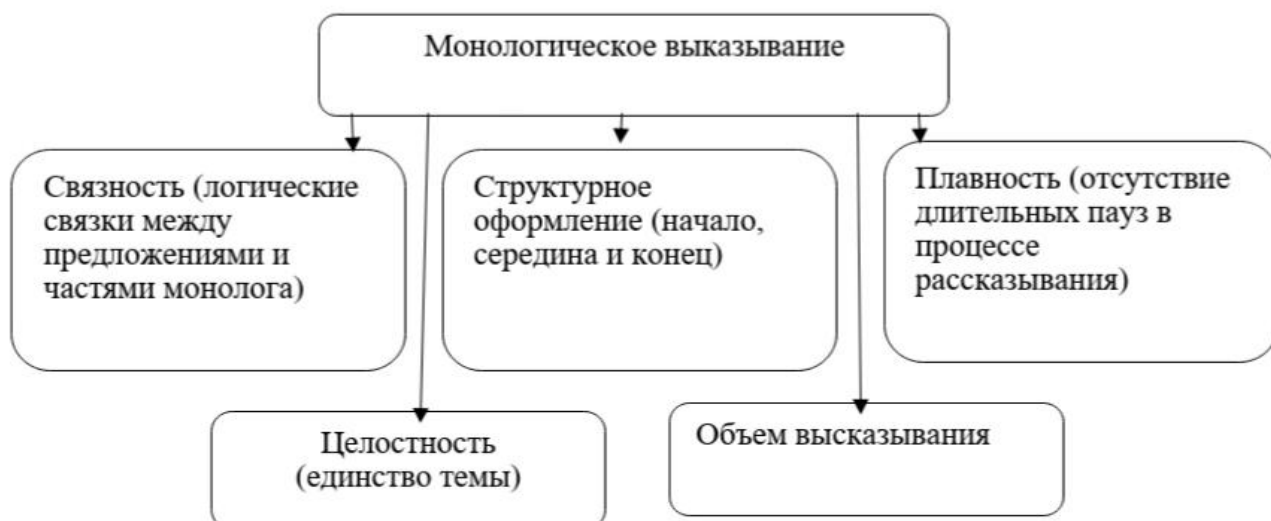 Монологическое выказывание
Связность (логические
связки между
предложениями и
частями монолога)
Структурное
оформление (начало,
середина и конец)
Плавность (отсутствие
длительных пауз в
процессе
рассказывания)
Целостность
(единство темы)
Объем высказывания